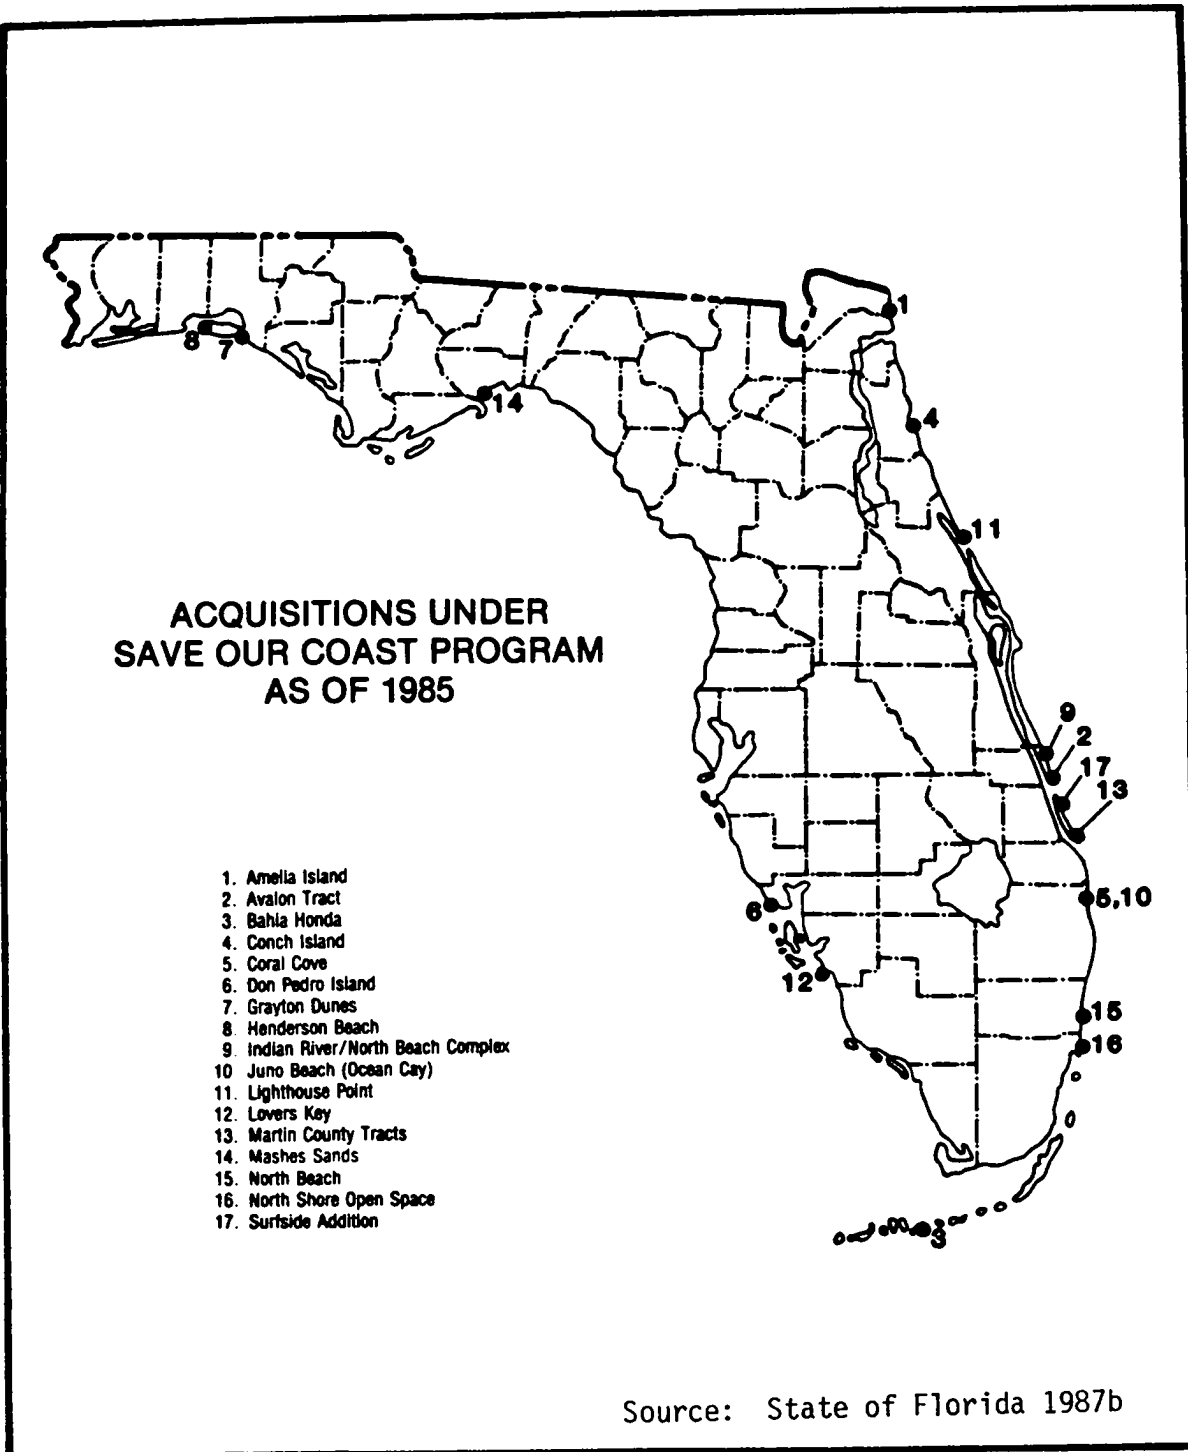 1
8
7
14
4
11
ACQUISITIONS UNDER
SAVE OUR COAST PROGRAM
AS OF 1985
9
2
17
13
6
5,10
12
15
16
3
1. Amelia Island
2. Avalon Tract
3. Bahia Honda
4. Conch Island
5. Coral Cove
6. Don Pedro Island
7. Grayton Dunes
8. Henderson Beach
9. Indian River/North Beach Complex
10 Juno Beach (Ocean Cay)
11. Lighthouse Point
12. Lovers Key
13. Martin County Tracts
14. Mashes Sands
15. North Beach
16. North Shore Open Space
17. Surfside Addition
Source: State of Florida 1987b